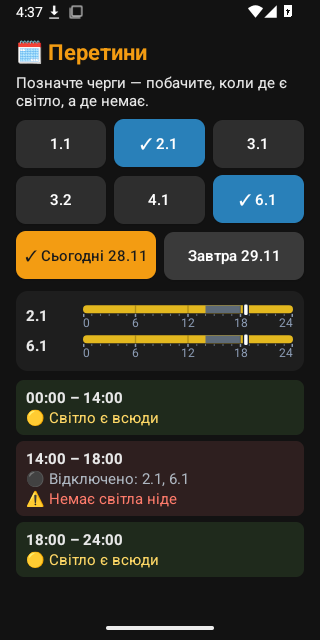 4:37
🗓️ Перетини
Позначте черги — побачите, коли де є
світло, а де немає.
1.1
✓ 2.1
3.1
3.2
4.1
✓ 6.1
✓ Сьогодні 28.11
Завтра 29.11
2.1
0 6 12 18 24
6.1
0 6 12 18 24
00:00 – 14:00
🟡 Світло є всюди
14:00 – 18:00
⚫ Відключено: 2.1, 6.1
⚠️ Немає світла ніде
18:00 – 24:00
🟡 Світло є всюди